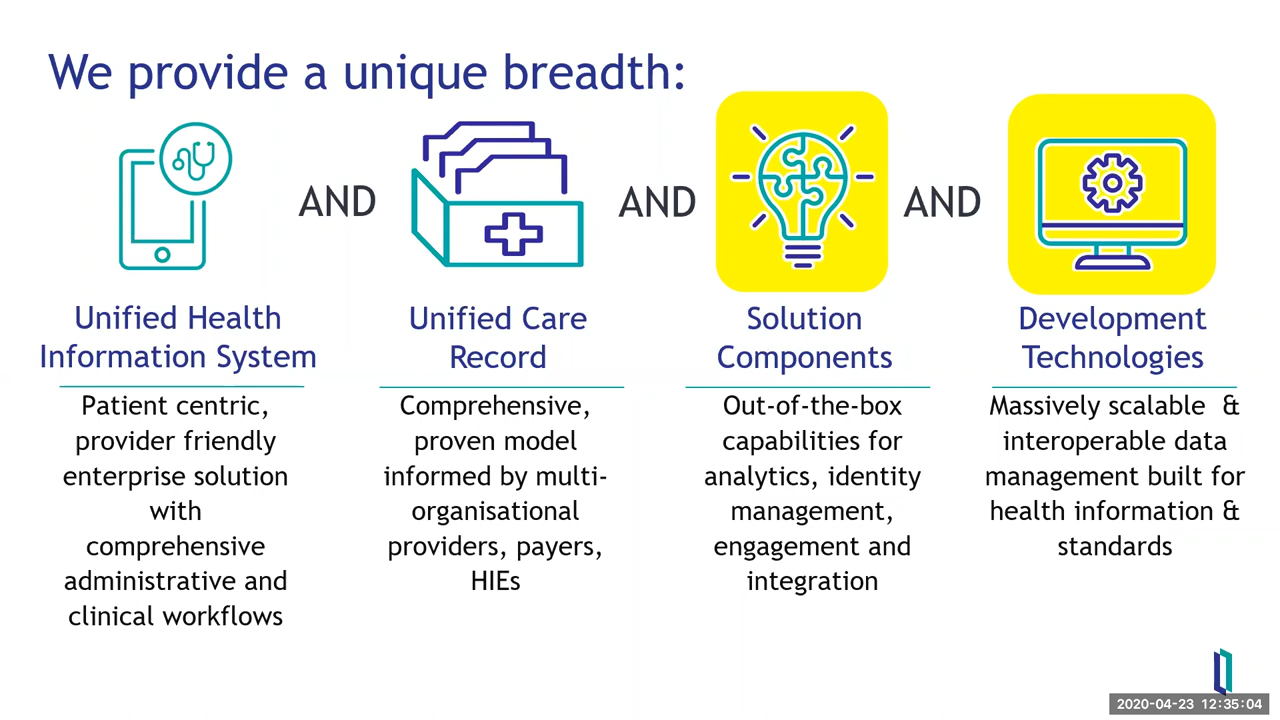 We provide a unique breadth:
AND
AND
AND
Unified Health
Information System
Patient centric,
provider friendly
enterprise solution
with
comprehensive
administrative and
clinical workflows
Unified Care
Record
Comprehensive,
proven model
informed by multi-
organisational
providers, payers,
HIEs
Solution
Components
Out-of-the-box
capabilities for
analytics, identity
management,
engagement and
integration
Development
Technologies
Massively scalable &
interoperable data
management built for
health information &
standards
2020-04-23 12:35:04